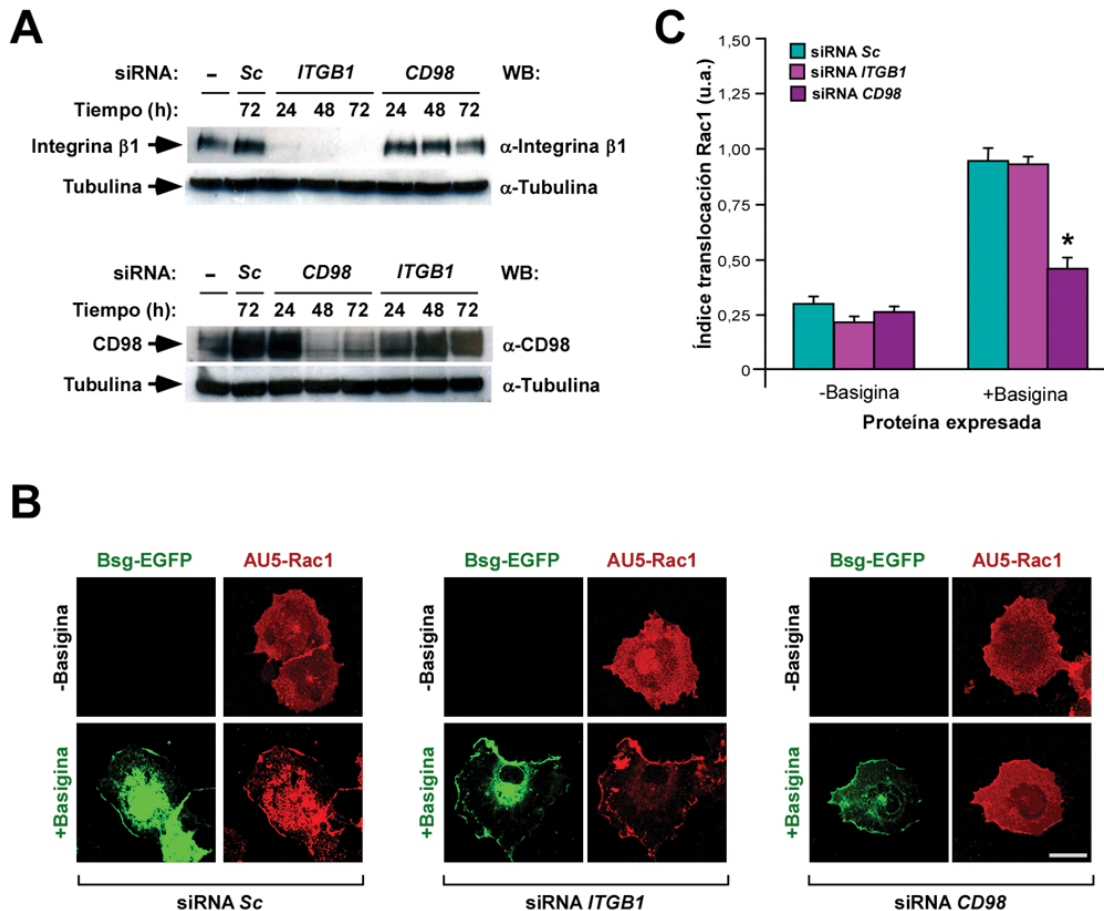 A
siRNA: – Sc ITGB1 CD98 WB:
Tiempo (h): 72 24 48 72 24 48 72
Integrina β1 α-Integrina β1
Tubulina α-Tubulina
siRNA: – Sc CD98 ITGB1 WB:
Tiempo (h): 72 24 48 72 24 48 72
CD98 α-CD98
Tubulina α-Tubulina
C
Índice translocación Rac1 (u.a.)
1,50
1,25
1,00
0,75
0,50
0,25
0
siRNA Sc
siRNA ITGB1
siRNA CD98
*
-Basigina +Basigina
Proteína expresada
B
Bsg-EGFP AU5-Rac1 Bsg-EGFP AU5-Rac1 Bsg-EGFP AU5-Rac1
-Basigina -Basigina -Basigina
+Basigina +Basigina +Basigina
siRNA Sc siRNA ITGB1 siRNA CD98